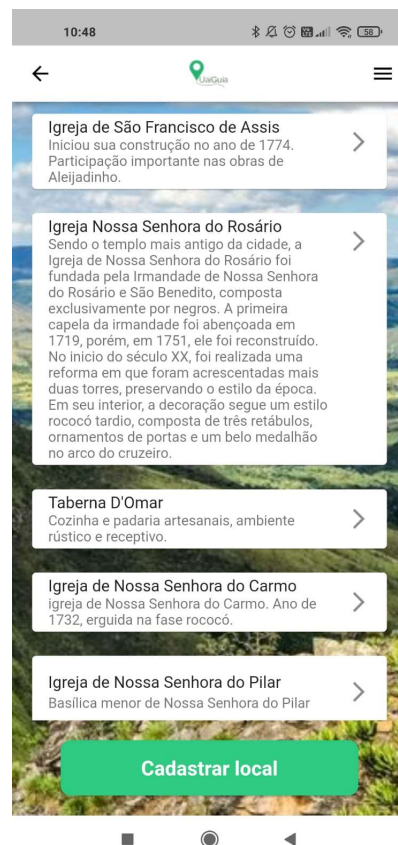 10:48
58
UaiGuia
Igreja de São Francisco de Assis
Iniciou sua construção no ano de 1774.
Participação importante nas obras de
Aleijadinho.
Igreja Nossa Senhora do Rosário
Sendo o templo mais antigo da cidade, a
Igreja de Nossa Senhora do Rosário foi
fundada pela Irmandade de Nossa Senhora
do Rosário e São Benedito, composta
exclusivamente por negros. A primeira
capela da irmandade foi abençoada em
1719, porém, em 1751, ele foi reconstruído.
No inicio do século XX, foi realizada uma
reforma em que foram acrescentadas mais
duas torres, preservando o estilo da época.
Em seu interior, a decoração segue um estilo
rococó tardio, composta de três retábulos,
ornamentos de portas e um belo medalhão
no arco do cruzeiro.
Taberna D'Omar
Cozinha e padaria artesanais, ambiente
rústico e receptivo.
Igreja de Nossa Senhora do Carmo
igreja de Nossa Senhora do Carmo. Ano de
1732, erguida na fase rococó.
Igreja de Nossa Senhora do Pilar
Basílica menor de Nossa Senhora do Pilar
Cadastrar local